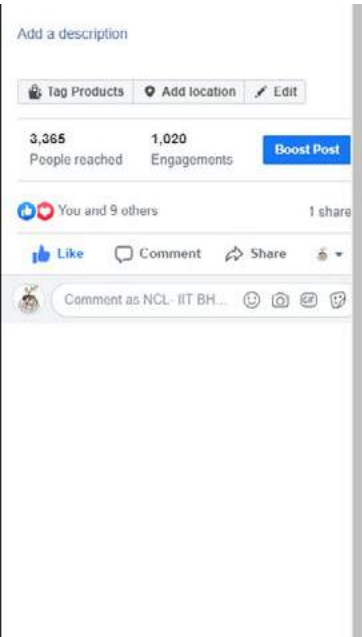 Add a description
Tag Products Add location Edit
3,365 1,020
People reached Engagements
Boost Post
You and 9 others 1 share
Like Comment Share
Comment as NCL- IIT BH... GIF